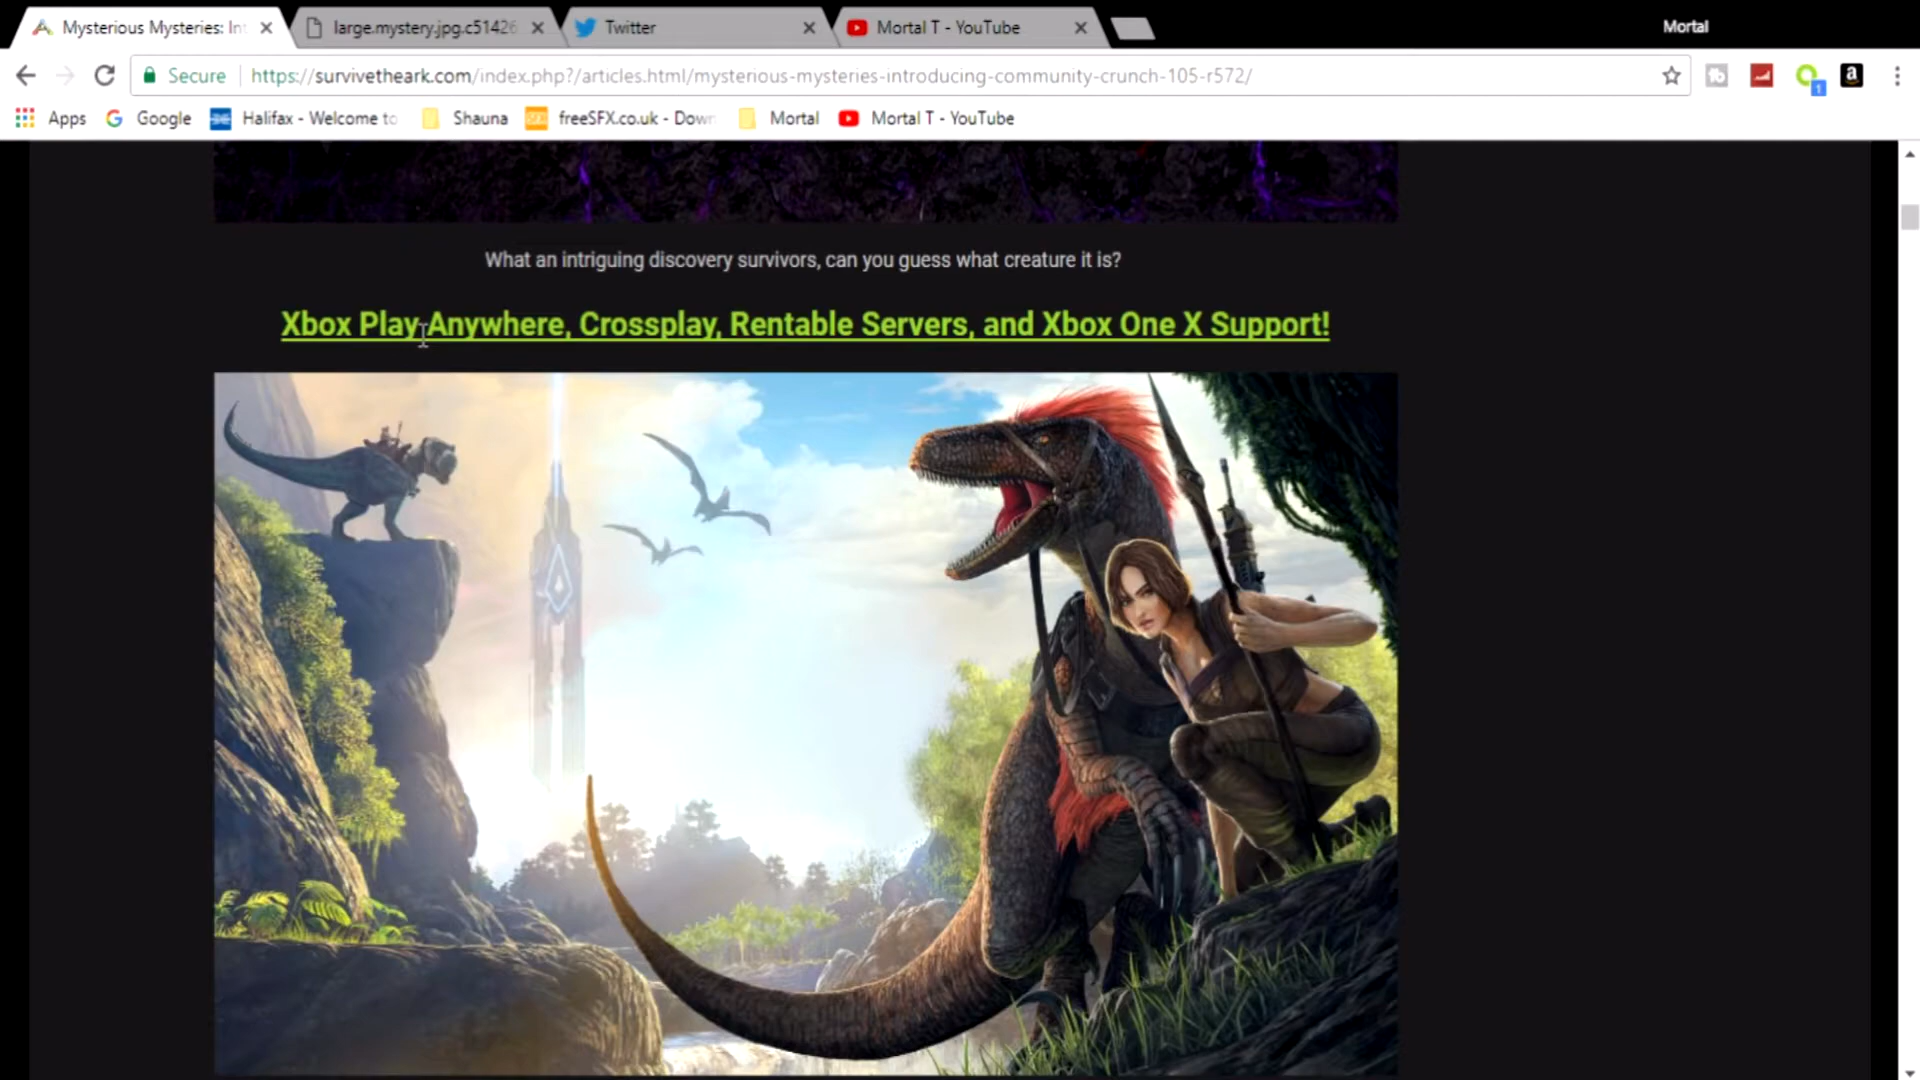 Mysterious Mysteries: Int
large.mystery.jpg.c51426
Twitter
Mortal T - YouTube
Mortal
Secure
https://survivetheark.com/index.php?/articles.html/mysterious-mysteries-introducing-community-crunch-105-r572/
1
a
Apps
Google
Halifax - Welcome to
Shauna
freeSFX.co.uk - Down
Mortal
Mortal T - YouTube
What an intriguing discovery survivors, can you guess what creature it is?
Xbox Play Anywhere, Crossplay, Rentable Servers, and Xbox One X Support!